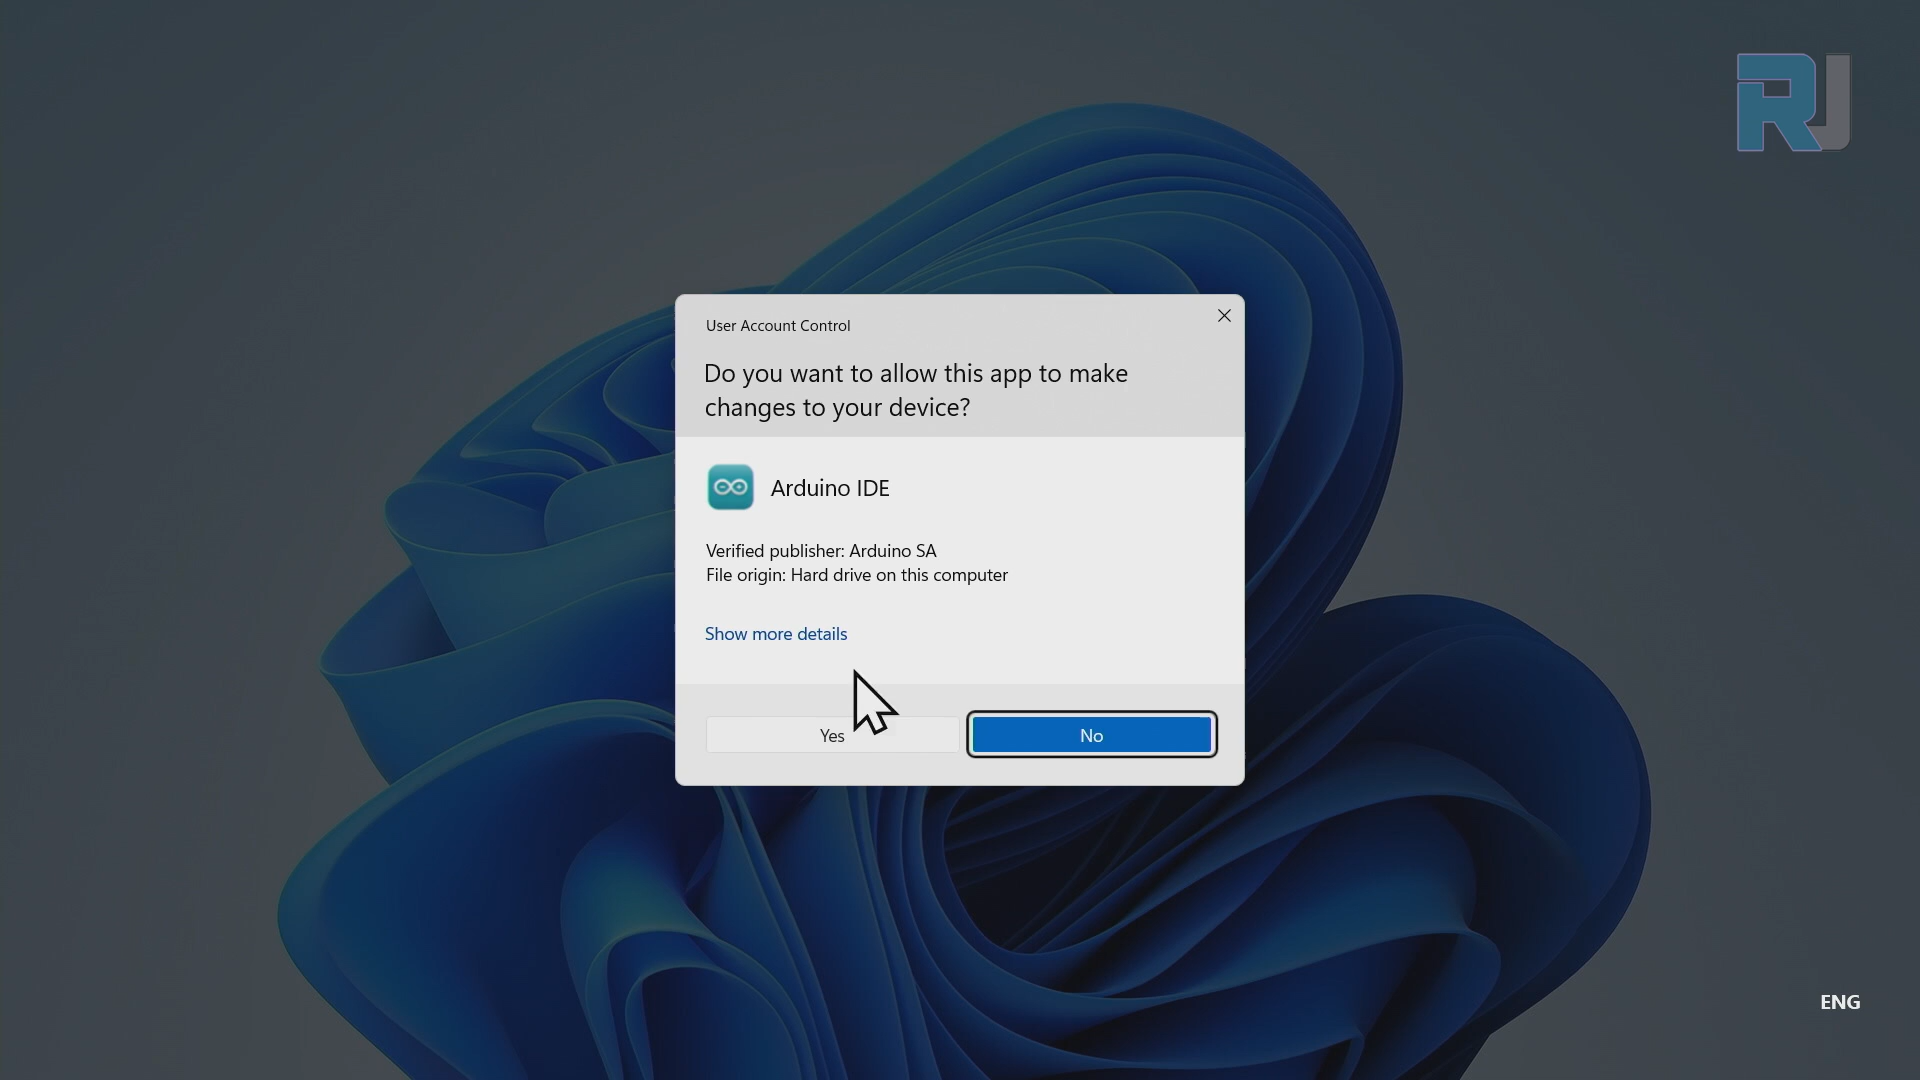 RJ
User Account Control
Do you want to allow this app to make
changes to your device?
Arduino IDE
Verified publisher: Arduino SA
File origin: Hard drive on this computer
Show more details
Yes
No
ENG